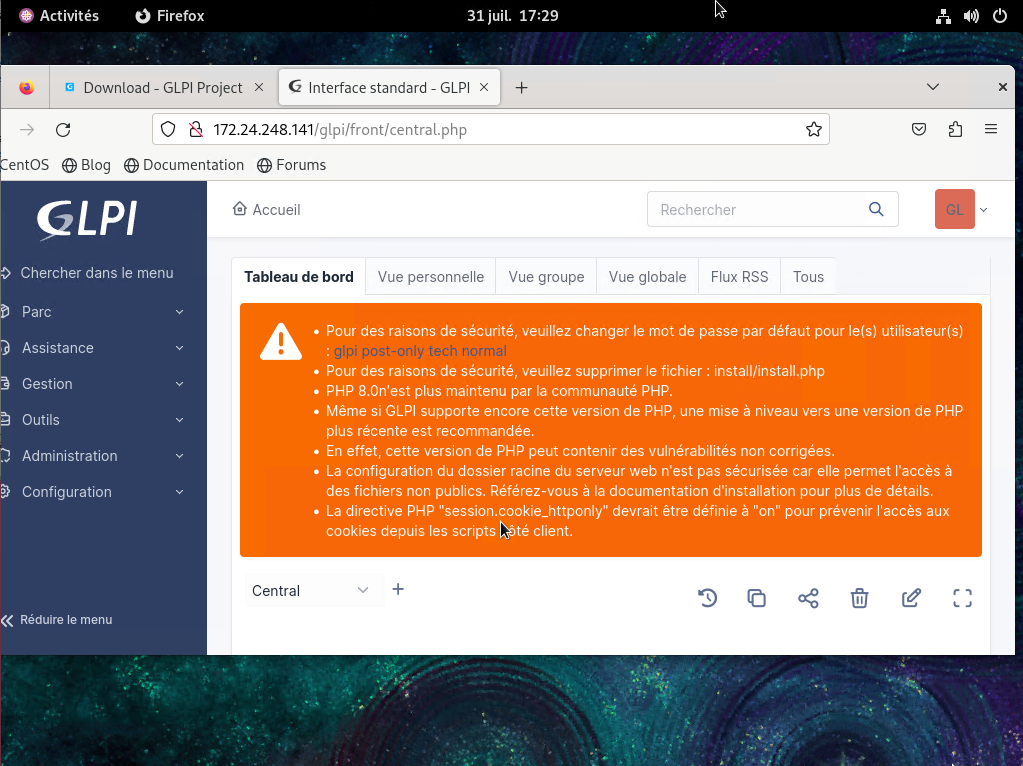 Activités Firefox 31 juil. 17:29
Download - GLPI Project × Interface standard - GLPI × +
172.24.248.141/glpi/front/central.php
CentOS Blog Documentation Forums
GLPI Accueil Rechercher GL
Chercher dans le menu
Parc
Assistance
Gestion
Outils
Administration
Configuration
Réduire le menu
Tableau de bord Vue personnelle Vue groupe Vue globale Flux RSS Tous
• Pour des raisons de sécurité, veuillez changer le mot de passe par défaut pour le(s) utilisateur(s)
: glpi post-only tech normal
• Pour des raisons de sécurité, veuillez supprimer le fichier : install/install.php
• PHP 8.0n'est plus maintenu par la communauté PHP.
• Même si GLPI supporte encore cette version de PHP, une mise à niveau vers une version de PHP
plus récente est recommandée.
• En effet, cette version de PHP peut contenir des vulnérabilités non corrigées.
• La configuration du dossier racine du serveur web n'est pas sécurisée car elle permet l'accès à
des fichiers non publics. Référez-vous à la documentation d'installation pour plus de détails.
• La directive PHP "session.cookie_httponly" devrait être définie à "on" pour prévenir l'accès aux
cookies depuis les scripts côté client.
Central +